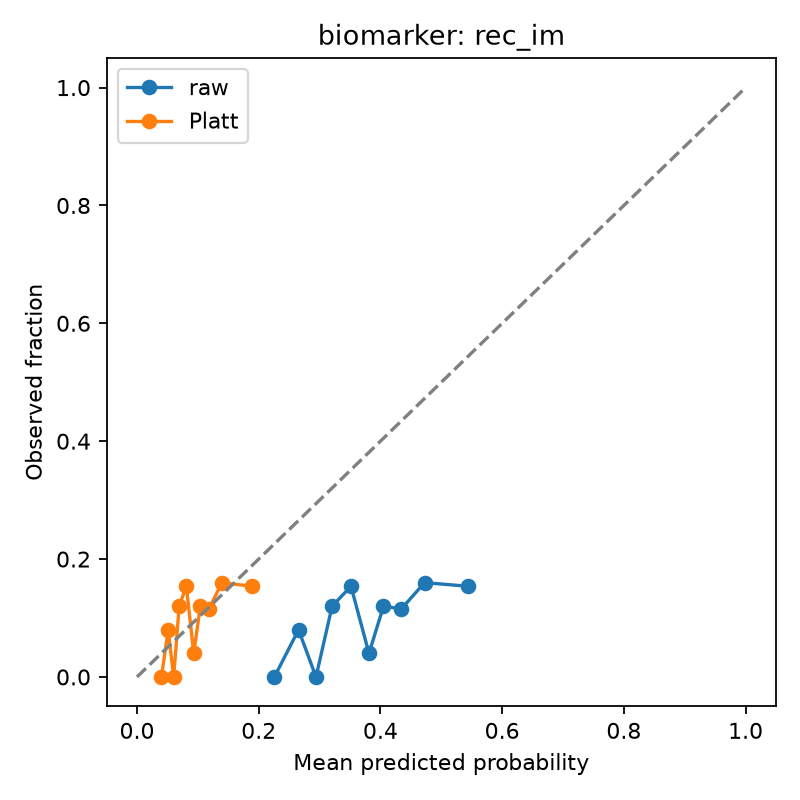 biomarker: rec_im
raw
Platt
Observed fraction
1.0
0.8
0.6
0.4
0.2
0.0
0.0 0.2 0.4 0.6 0.8 1.0
Mean predicted probability